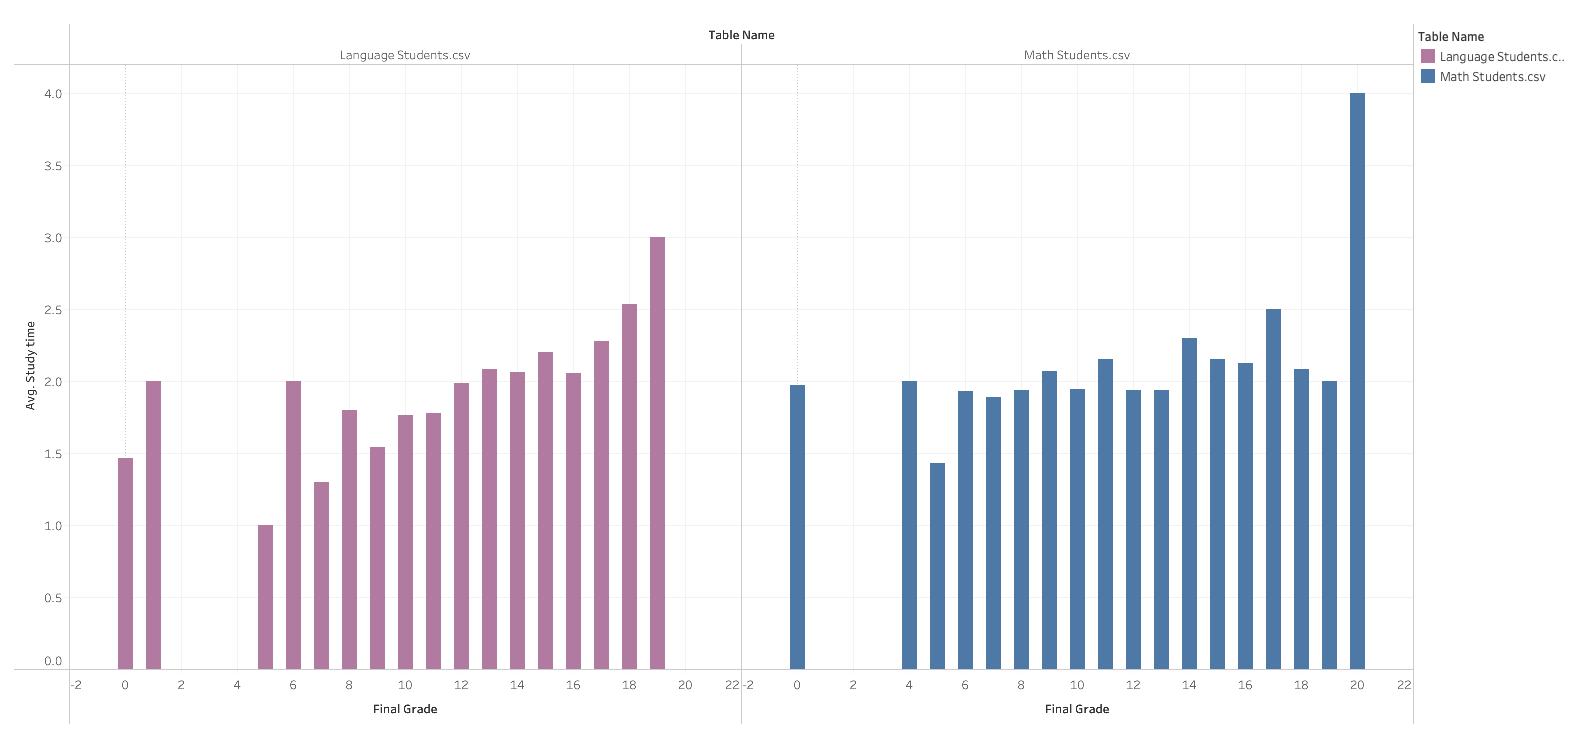 Table Name
Language Students.csv
Math Students.csv
Table Name
Language Students.c..
Math Students.csv
4.0
3.5
3.0
2.5
2.0
1.5
1.0
0.5
0.0
Avg. Study time
-2 0 2 4 6 8 10 12 14 16 18 20 22
-2 0 2 4 6 8 10 12 14 16 18 20 22
Final Grade
Final Grade